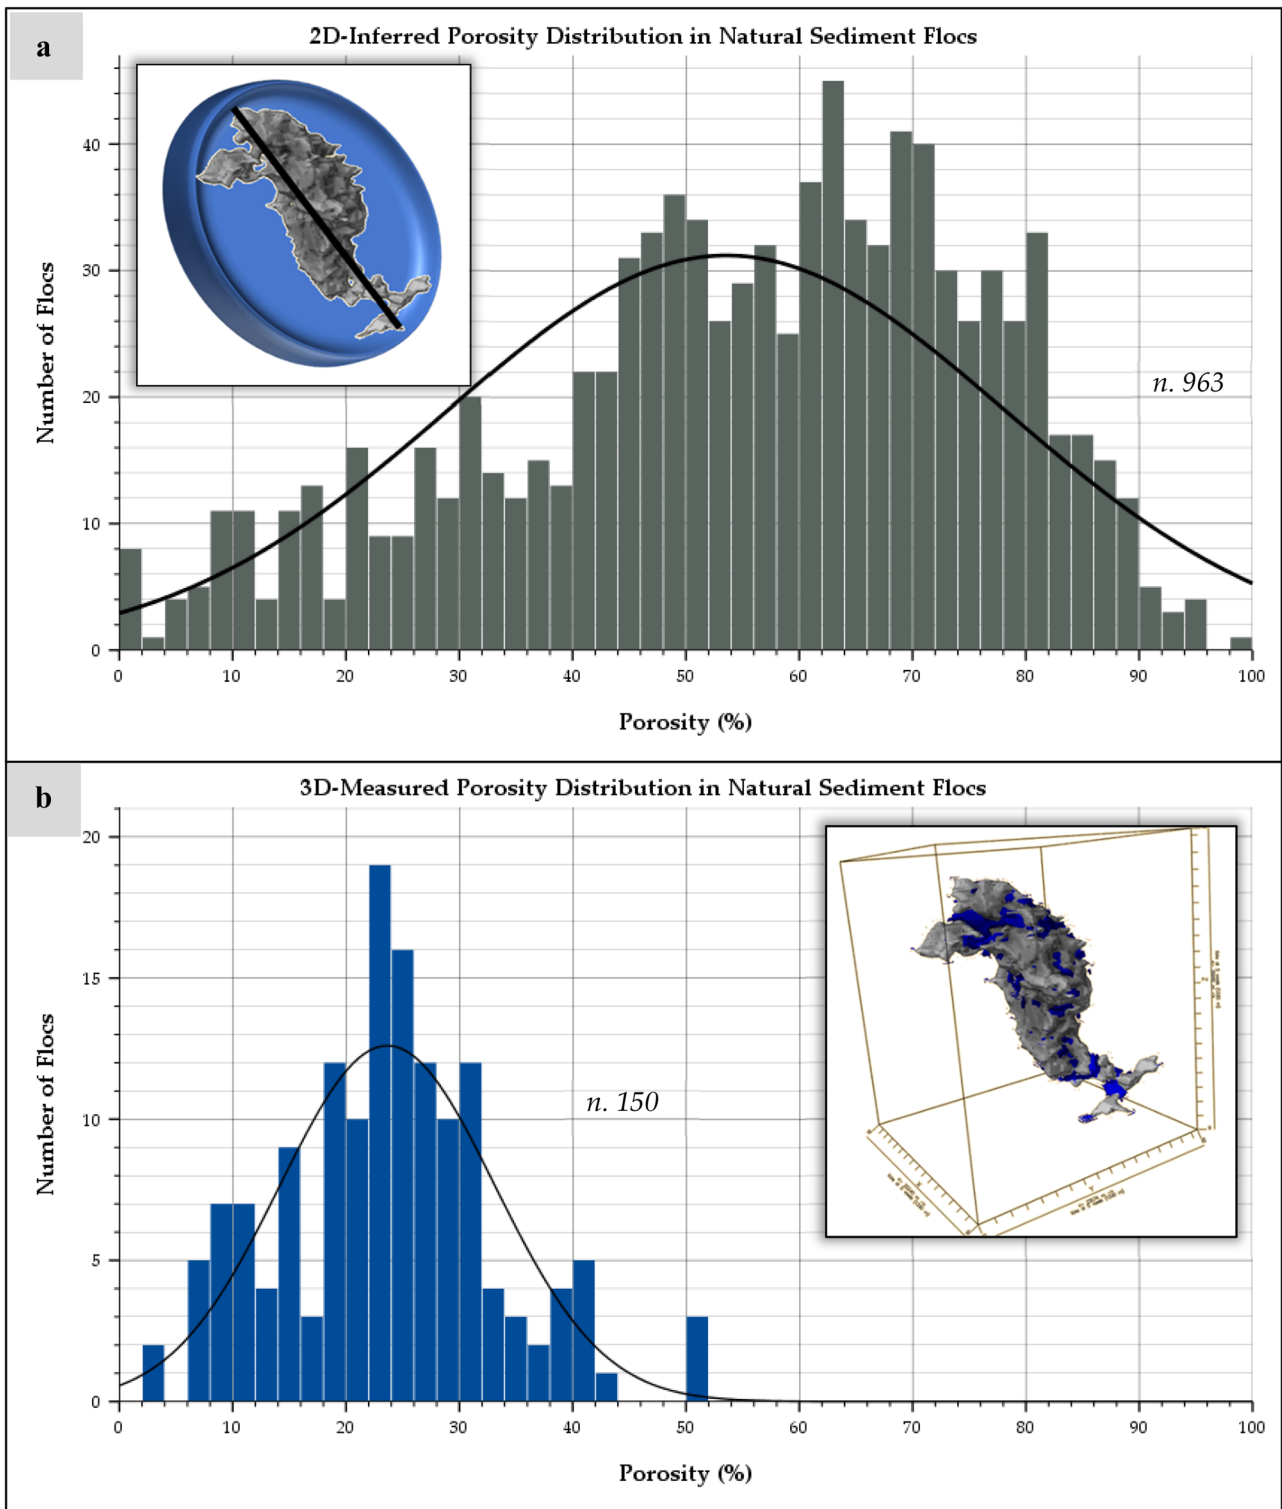 a
2D-Inferred Porosity Distribution in Natural Sediment Flocs
40
30
20
10
0
Number of Flocs
n. 963
0 10 20 30 40 50 60 70 80 90 100
Porosity (%)
b
3D-Measured Porosity Distribution in Natural Sediment Flocs
20
15
10
5
0
Number of Flocs
n. 150
Z
X
Y
0 10 20 30 40 50 60 70 80 90 100
Porosity (%)